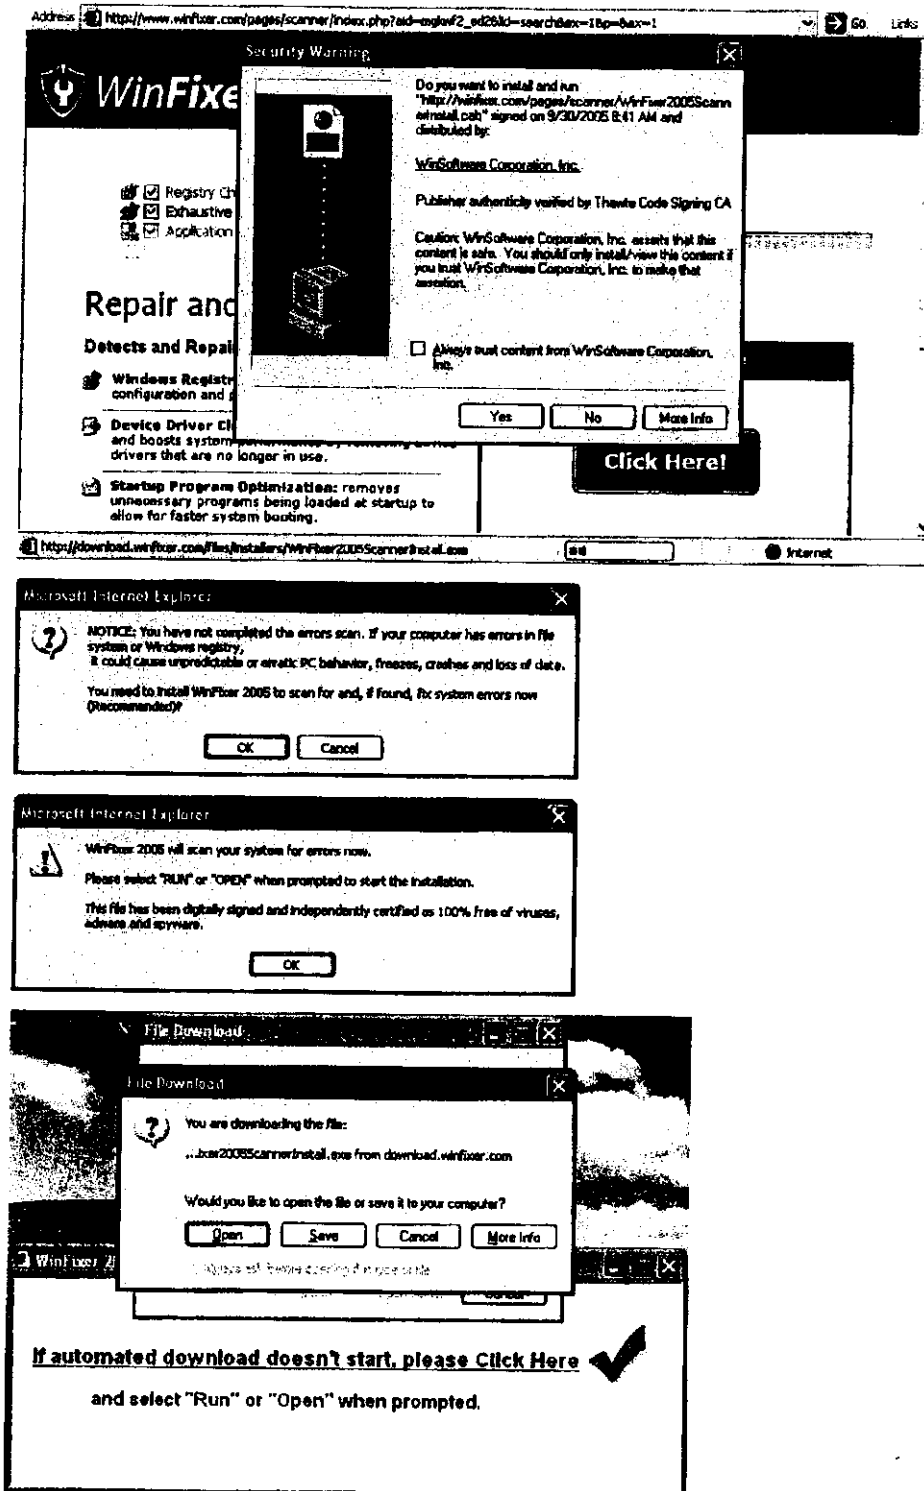 Address http://www.winfixer.com/pages/scanner/index.php? Go Links
Security Warning
WinFixe
Do you want to install and run
"http://winfixer.com/pages/scanner/WinFixer2005Scann
erInstall.cab" signed on 9/30/2005 8:41 AM and
distributed by:
WinSoftware Corporation, Inc.
Publisher authenticity verified by Thawte Code Signing CA
Caution: WinSoftware Corporation, Inc. asserts that this
content is safe. You should only install/view this content if
you trust WinSoftware Corporation, Inc. to make that
assertion.
Always trust content from WinSoftware Corporation,
Inc.
Yes No More Info
Registry Ch
Exhaustive
Application
Repair and
Detects and Repai
Windows Registr
configuration and p
Device Driver Cl
and boosts system
drivers that are no longer in use.
Startup Program Optimization: removes
unnecessary programs being loaded at startup to
allow for faster system booting.
Click Here!
http://download.winfixer.com/files/installers/WinFixer2005ScannerInstall.exe
Internet
Microsoft Internet Explorer
NOTICE: You have not completed the errors scan. If your computer has errors in file
system or Windows registry,
it could cause unpredictable or erratic PC behavior, freezes, crashes and loss of data.
You need to install WinFixer 2005 to scan for and, if found, fix system errors now
(Recommended)?
OK Cancel
Microsoft Internet Explorer
WinFixer 2005 will scan your system for errors now.
Please select "RUN" or "OPEN" when prompted to start the installation.
This file has been digitally signed and independently certified as 100% free of viruses,
adware and spyware.
OK
File Download
File Download
You are downloading the file:
...ixer2005ScannerInstall.exe from download.winfixer.com
Would you like to open the file or save it to your computer?
Open Save Cancel More Info
Always ask before opening this type of file
WinFixer 2
Cancel
If automated download doesn't start, please Click Here
and select "Run" or "Open" when prompted.